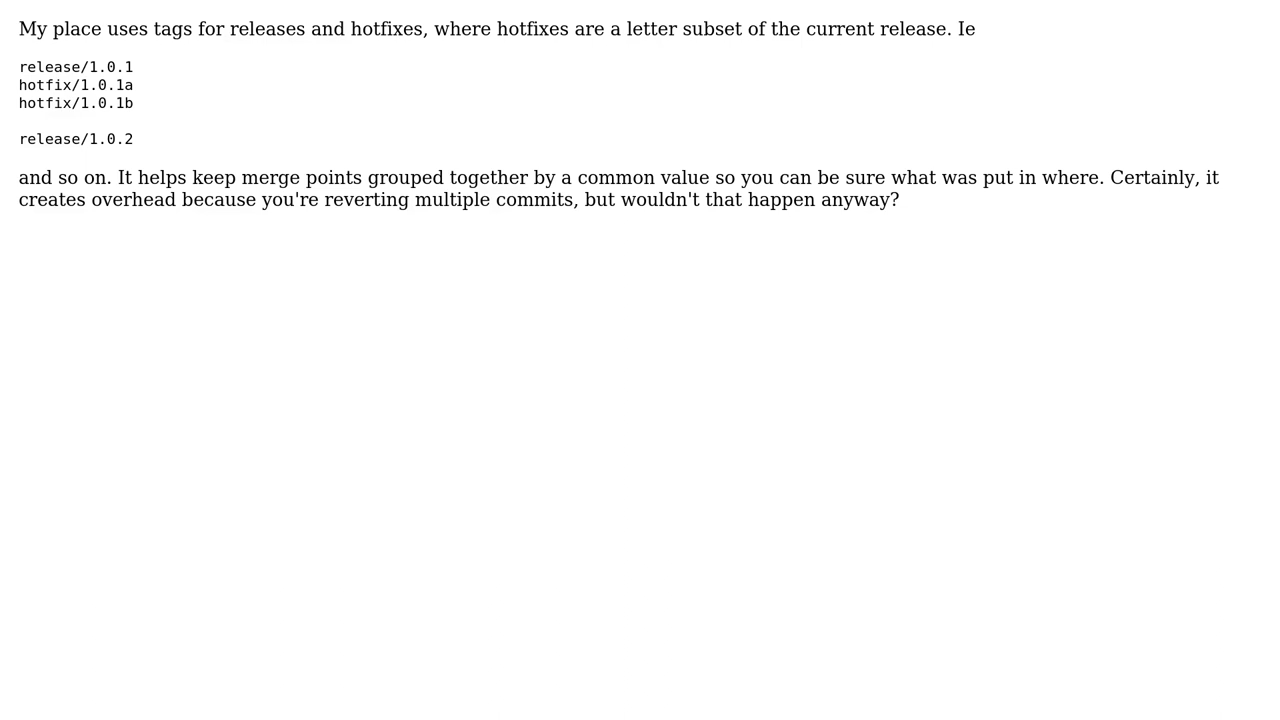 My place uses tags for releases and hotfixes, where hotfixes are a letter subset of the current release. Ie
release/1.0.1
hotfix/1.0.1a
hotfix/1.0.1b
release/1.0.2
and so on. It helps keep merge points grouped together by a common value so you can be sure what was put in where. Certainly, it
creates overhead because you're reverting multiple commits, but wouldn't that happen anyway?